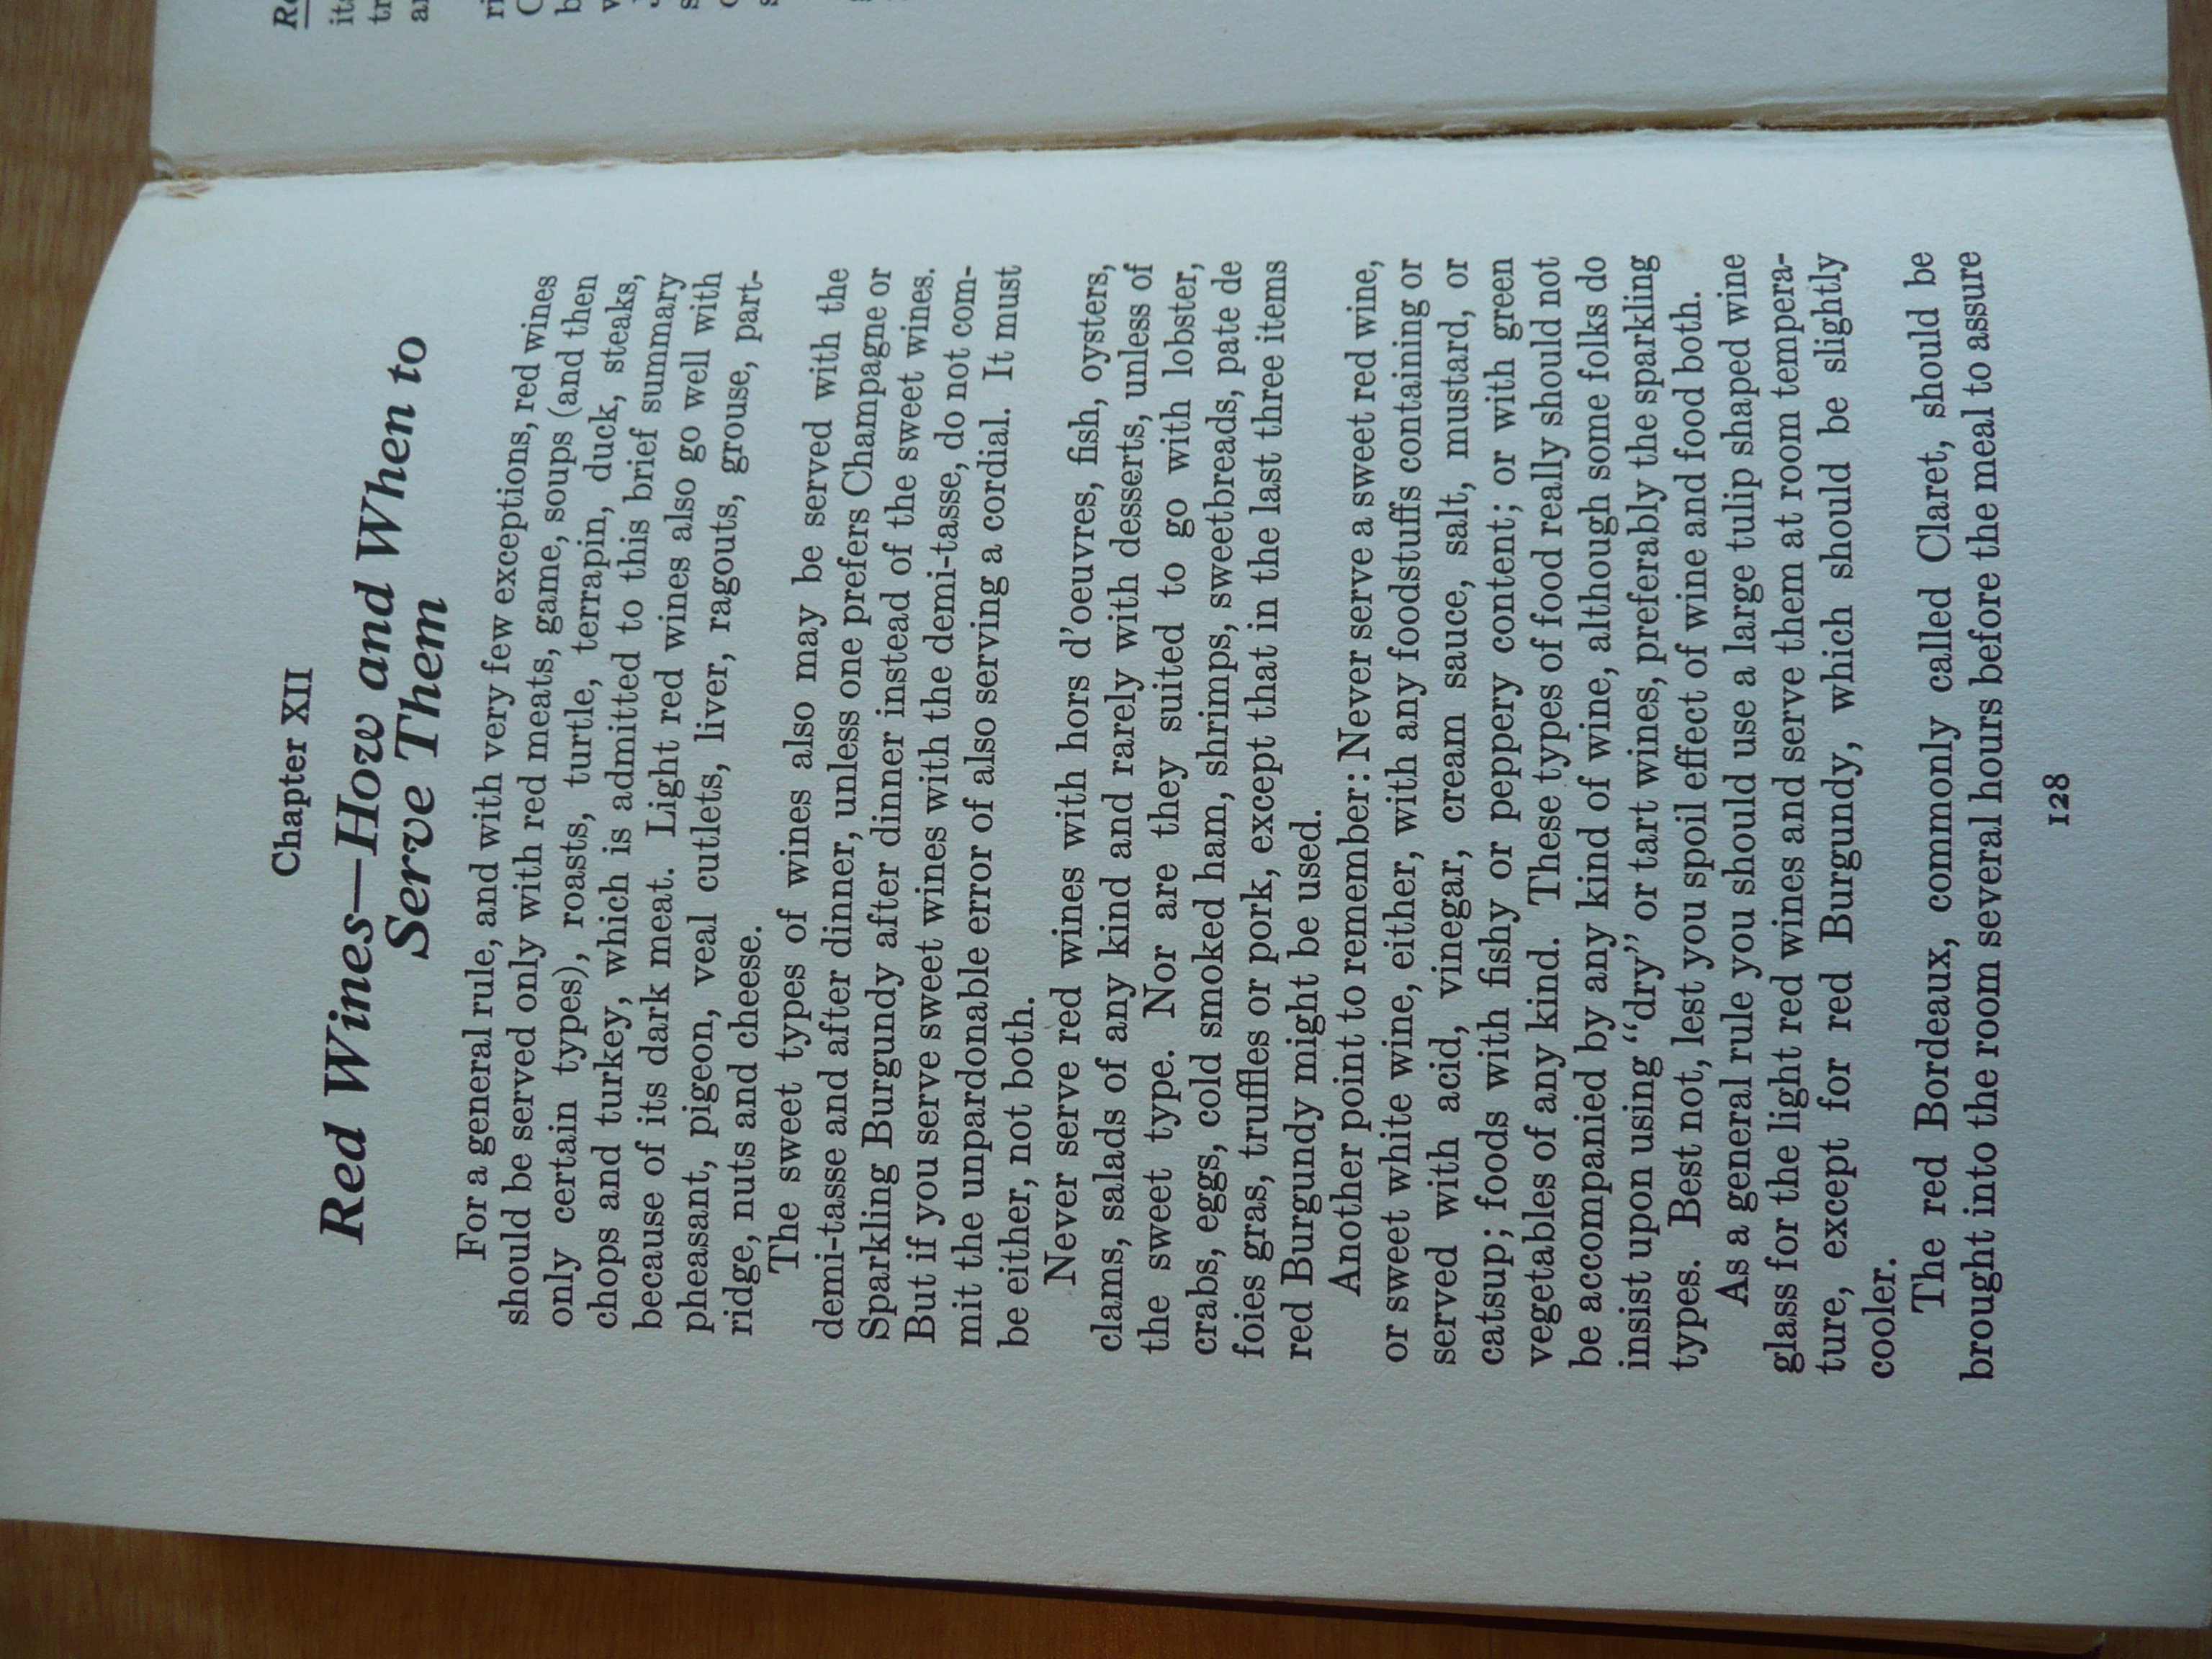 Chapter XII
Red Wines—How and When to
Serve Them
For a general rule, and with very few exceptions, red wines
should be served only with red meats, game, soups (and then
only certain types), roasts, turtle, terrapin, duck, steaks,
chops and turkey, which is admitted to this brief summary
because of its dark meat. Light red wines also go well with
pheasant, pigeon, veal cutlets, liver, ragouts, grouse, part-
ridge, nuts and cheese.
The sweet types of wines also may be served with the
demi-tasse and after dinner, unless one prefers Champagne or
Sparkling Burgundy after dinner instead of the sweet wines.
But if you serve sweet wines with the demi-tasse, do not com-
mit the unpardonable error of also serving a cordial. It must
be either, not both.
Never serve red wines with hors d'oeuvres, fish, oysters,
clams, salads of any kind and rarely with desserts, unless of
the sweet type. Nor are they suited to go with lobster,
crabs, eggs, cold smoked ham, shrimps, sweetbreads, pate de
foies gras, truffles or pork, except that in the last three items
red Burgundy might be used.
Another point to remember: Never serve a sweet red wine,
or sweet white wine, either, with any foodstuffs containing or
served with acid, vinegar, cream sauce, salt, mustard, or
catsup; foods with fishy or peppery content; or with green
vegetables of any kind. These types of food really should not
be accompanied by any kind of wine, although some folks do
insist upon using "dry" or tart wines, preferably the sparkling
types. Best not, lest you spoil effect of wine and food both.
As a general rule you should use a large tulip shaped wine
glass for the light red wines and serve them at room tempera-
ture, except for red Burgundy, which should be slightly
cooler.
The red Bordeaux, commonly called Claret, should be
brought into the room several hours before the meal to assure
128